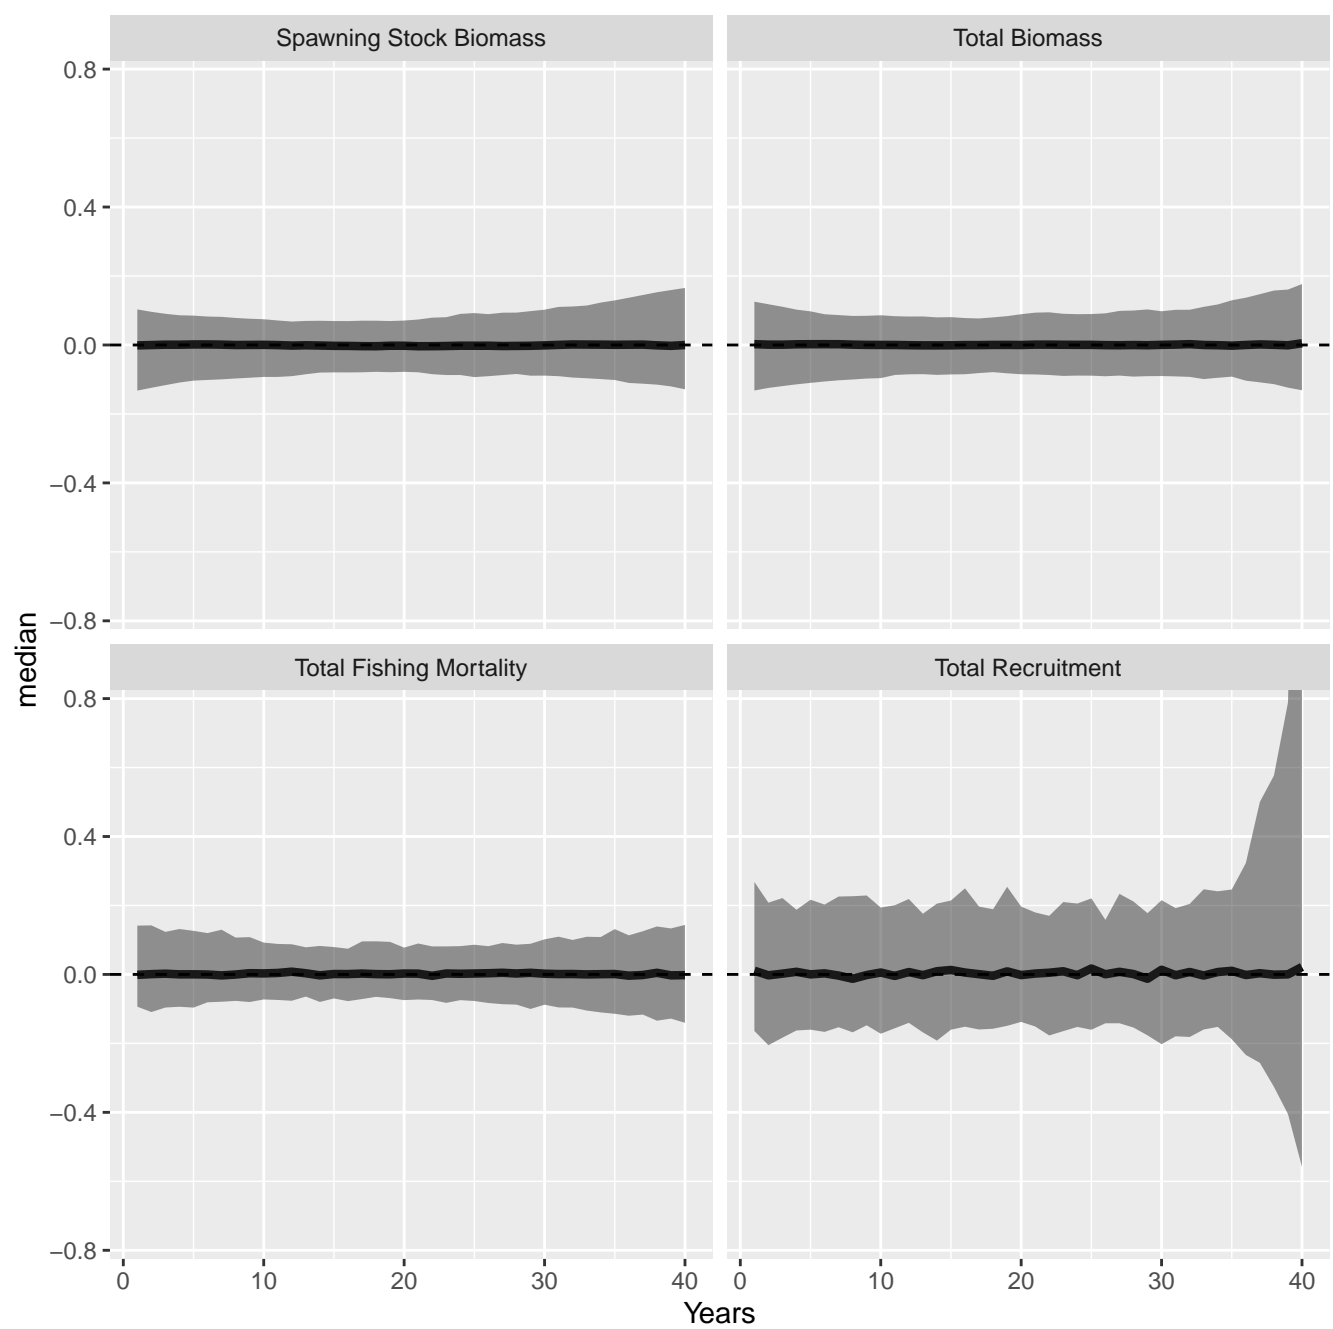 Spawning Stock Biomass
Total Biomass
0.8
0.4
0.0
−0.4
−0.8
median
Total Fishing Mortality
Total Recruitment
0.8
0.4
0.0
−0.4
−0.8
0 10 20 30 40
0 10 20 30 40
Years